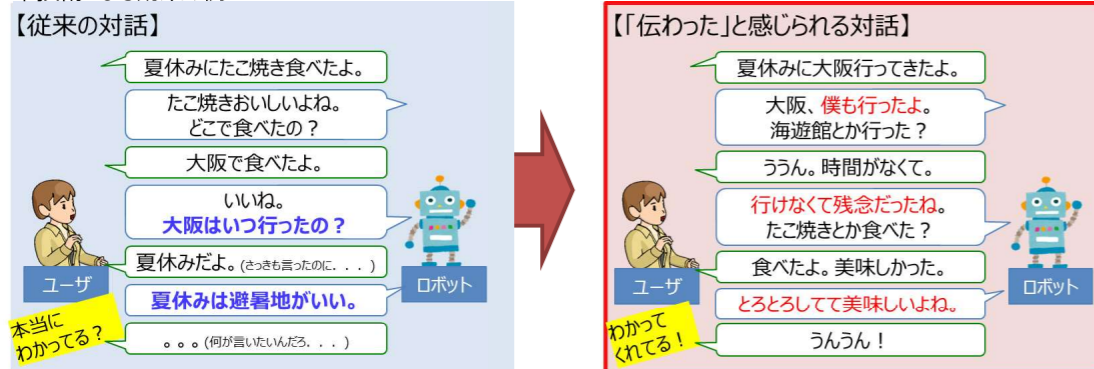 【従来の対話】
夏休みにたこ焼き食べたよ。
たこ焼きおいしいよね。
どこで食べたの？
大阪で食べたよ。
いいね。
大阪はいつ行ったの？
夏休みだよ。(さっきも言ったのに．．．)
夏休みは避暑地がいい。
。。。(何が言いたいんだろ．．．)
ユーザ
ロボット
本当に
わかってる？
【「伝わった」と感じられる対話】
夏休みに大阪行ってきたよ。
大阪、僕も行ったよ。
海遊館とか行った？
ううん。時間がなくて。
行けなくて残念だったね。
たこ焼きとか食べた？
食べたよ。美味しかった。
とろとろしてて美味しいよね。
うんうん！
ユーザ
ロボット
わかって
くれてる！